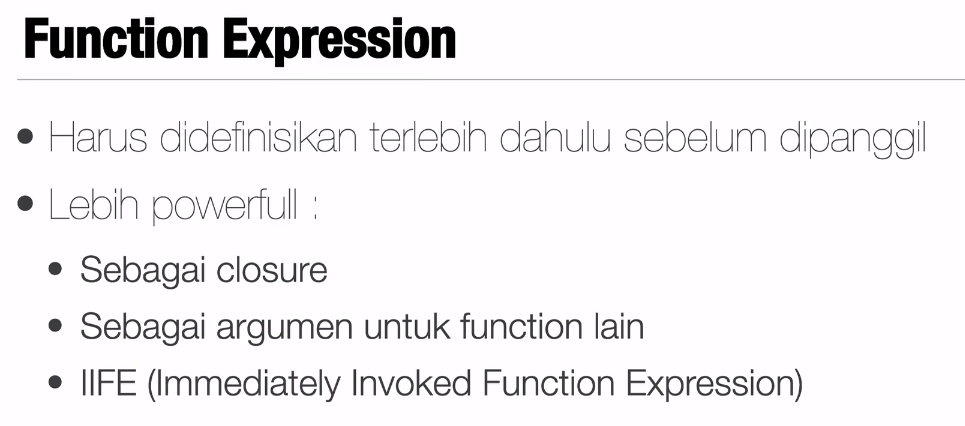 Function Expression
• Harus didefinisikan terlebih dahulu sebelum dipanggil
• Lebih powerfull :
• Sebagai closure
• Sebagai argumen untuk function lain
• IIFE (Immediately Invoked Function Expression)